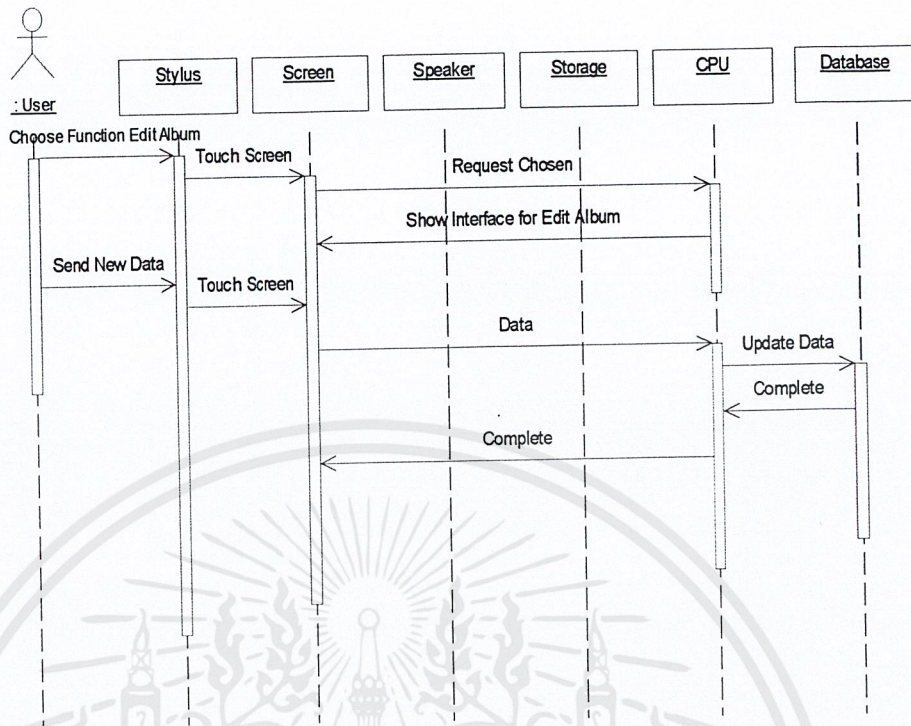 Stylus
Screen
Speaker
Storage
CPU
Database
: User
Choose Function Edit Album
Touch Screen
Request Chosen
Show Interface for Edit Album
Send New Data
Touch Screen
Data
Update Data
Complete
Complete